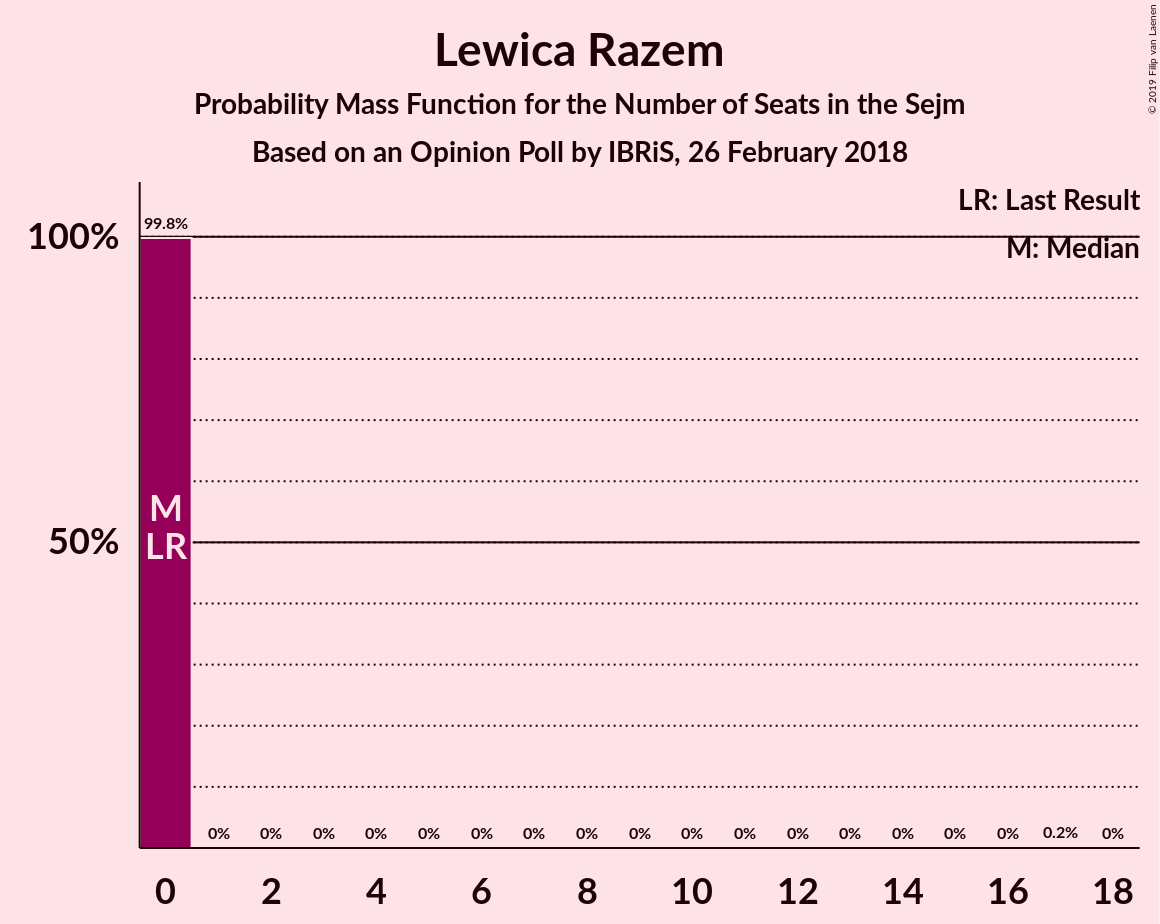 Lewica Razem
Probability Mass Function for the Number of Seats in the Sejm
Based on an Opinion Poll by IBRiS, 26 February 2018
© 2019 Filip van Laenen
LR: Last Result
M: Median
99.8%
100%
50%
M
LR
0% 0% 0% 0% 0% 0% 0% 0% 0% 0% 0% 0% 0% 0% 0% 0% 0.2% 0%
0 2 4 6 8 10 12 14 16 18